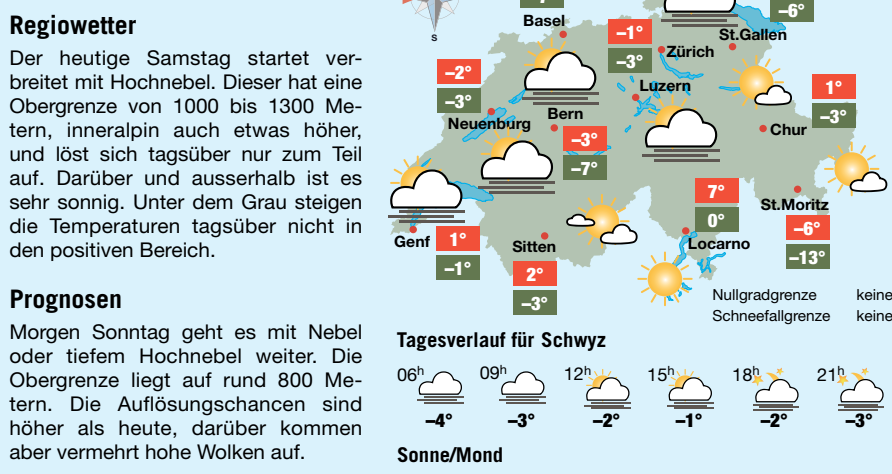 Regiowetter
Der heutige Samstag startet ver-
breitet mit Hochnebel. Dieser hat eine
Obergrenze von 1000 bis 1300 Me-
tern, inneralpin auch etwas höher,
und löst sich tagsüber nur zum Teil
auf. Darüber und ausserhalb ist es
sehr sonnig. Unter dem Grau steigen
die Temperaturen tagsüber nicht in
den positiven Bereich.
Prognosen
Morgen Sonntag geht es mit Nebel
oder tiefem Hochnebel weiter. Die
Obergrenze liegt auf rund 800 Me-
tern. Die Auflösungschancen sind
höher als heute, darüber kommen
aber vermehrt hohe Wolken auf.
S
Basel
–6°
St.Gallen
–1°
–3°
Zürich
–2°
–3°
Neuenburg
Luzern
Bern
–3°
–7°
1°
–3°
Chur
Genf
1°
–1°
Sitten
2°
–3°
7°
0°
Locarno
St.Moritz
–6°
–13°
Nullgradgrenze keine
Schneefallgrenze keine
Tagesverlauf für Schwyz
06h 09h 12h 15h 18h 21h
–4° –3° –2° –1° –2° –3°
Sonne/Mond